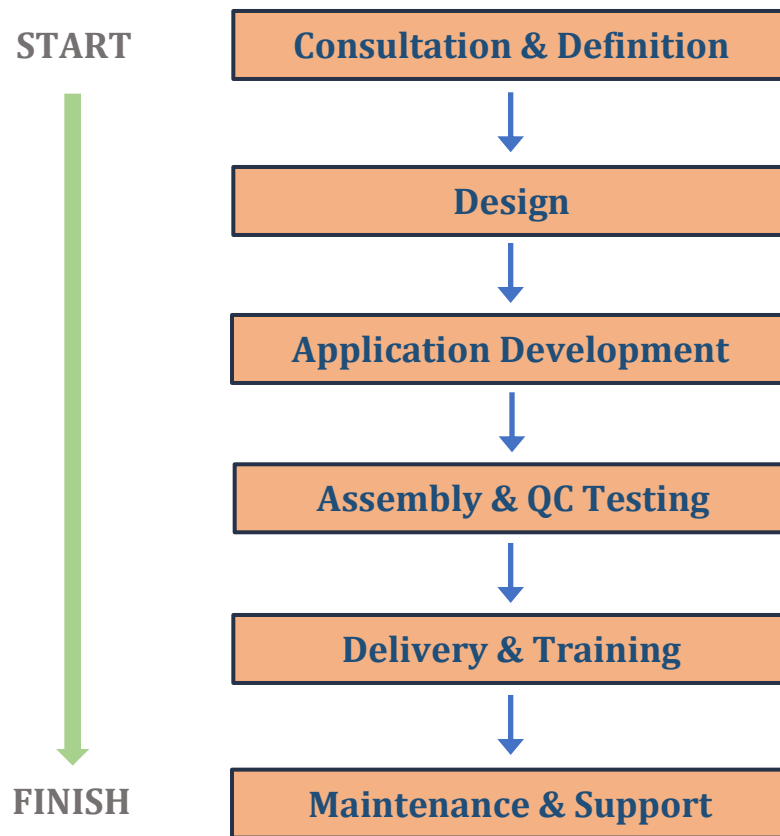 START
Consultation & Definition
Design
Application Development
Assembly & QC Testing
Delivery & Training
FINISH
Maintenance & Support